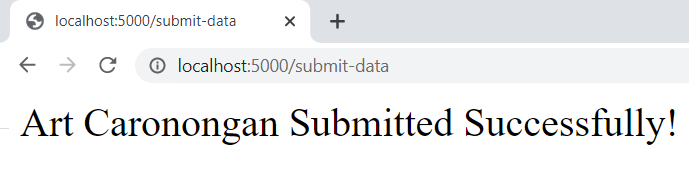 localhost:5000/submit-data
localhost:5000/submit-data
Art Caronongan Submitted Successfully!